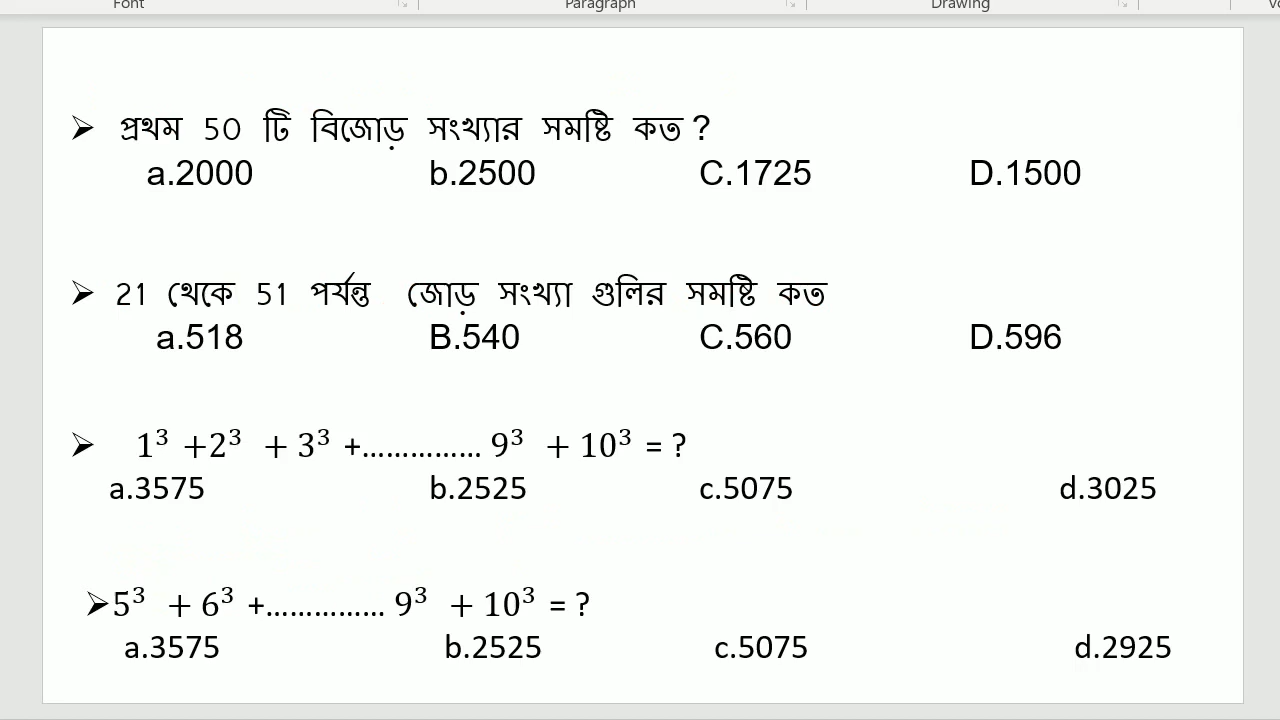 Font Paragraph Drawing
➢ প্রথম 50 টি বিজোড় সংখ্যার সমষ্টি কত ?
a.2000 b.2500 C.1725 D.1500
➢ 21 থেকে 51 পর্যন্ত জোড় সংখ্যা গুলির সমষ্টি কত
a.518 B.540 C.560 D.596
➢ 1³ +2³ + 3³ +............... 9³ + 10³ = ?
a.3575 b.2525 c.5075 d.3025
➢5³ + 6³ +............... 9³ + 10³ = ?
a.3575 b.2525 c.5075 d.2925